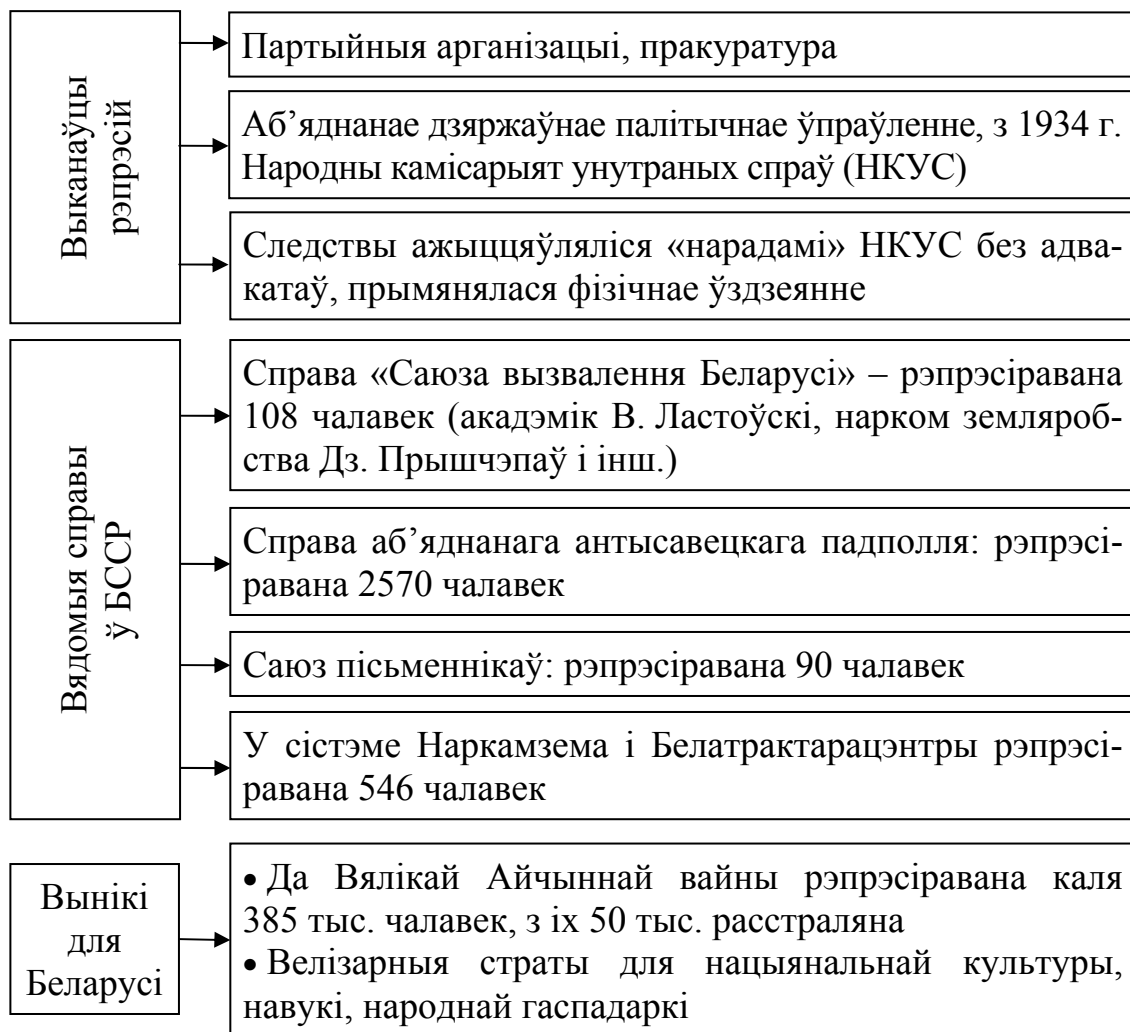 Выканаўцы
рэпрэсій
Партыйныя арганізацыі, пракуратура
Аб’яднанае дзяржаўнае палітычнае ўпраўленне, з 1934 г.
Народны камісарыят унутраных спраў (НКУС)
Следствы ажыццяўляліся «нарадамі» НКУС без адва-
катаў, прымянялася фізічнае ўздзеянне
Вядомыя справы
ў БССР
Справа «Саюза вызвалення Беларусі» – рэпрэсіравана
108 чалавек (акадэмік В. Ластоўскі, нарком земляроб-
ства Дз. Прышчэпаў і інш.)
Справа аб’яднанага антысавецкага падполля: рэпрэсі-
равана 2570 чалавек
Саюз пісьменнікаў: рэпрэсіравана 90 чалавек
У сістэме Наркамзема і Белатрактарацэнтры рэпрэсі-
равана 546 чалавек
Вынікі
для
Беларусі
• Да Вялікай Айчыннай вайны рэпрэсіравана каля
385 тыс. чалавек, з іх 50 тыс. расстраляна
• Велізарныя страты для нацыянальнай культуры,
навукі, народнай гаспадаркі